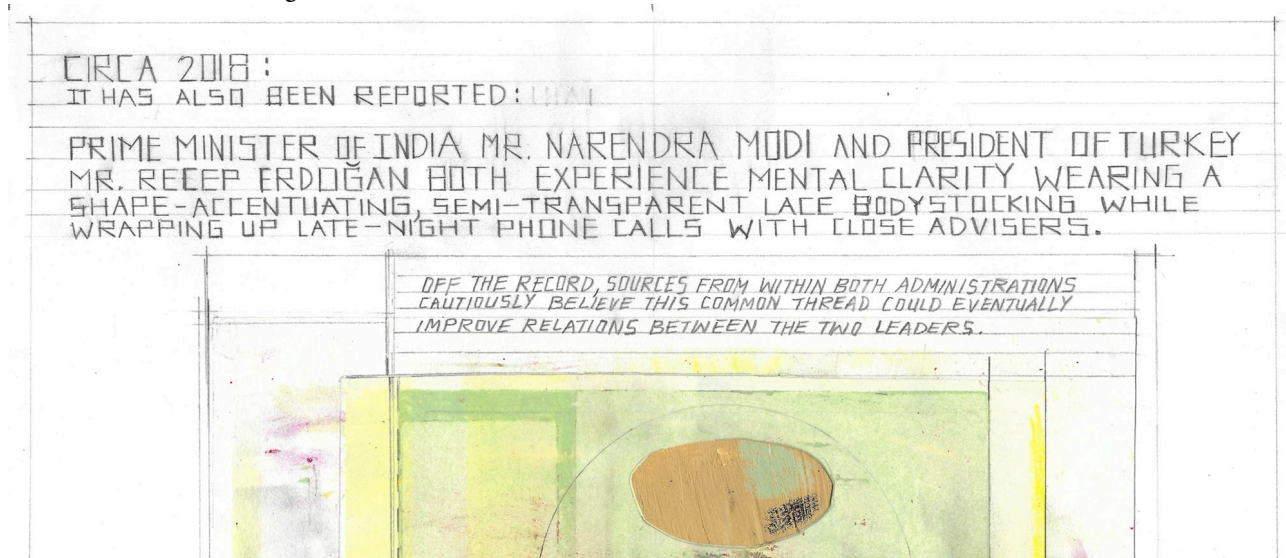 CIRCA 2018:
IT HAS ALSO BEEN REPORTED:
PRIME MINISTER OF INDIA MR. NARENDRA MODI AND PRESIDENT OF TURKEY
MR. RECEP ERDOĞAN BOTH EXPERIENCE MENTAL CLARITY WEARING A
SHAPE-ACCENTUATING, SEMI-TRANSPARENT LACE BODYSTOCKING WHILE
WRAPPING UP LATE-NIGHT PHONE CALLS WITH CLOSE ADVISERS.
OFF THE RECORD, SOURCES FROM WITHIN BOTH ADMINISTRATIONS
CAUTIOUSLY BELIEVE THIS COMMON THREAD COULD EVENTUALLY
IMPROVE RELATIONS BETWEEN THE TWO LEADERS.